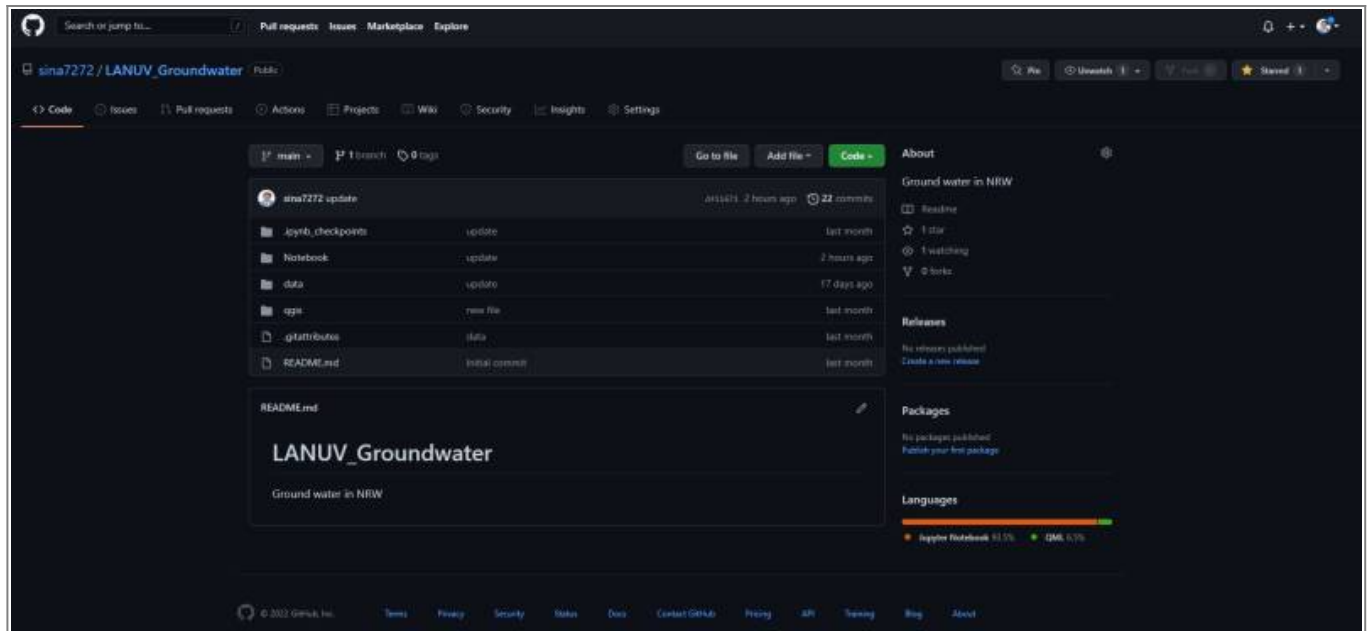 Search or jump to... / Pull requests Issues Marketplace Explore
sina7272 / LANUV_Groundwater Public Pin Unwatch 1 Fork Starred 1
<> Code Issues Pull requests Actions Projects Wiki Security Insights Settings
main 1 branch 0 tags Go to file Add file Code
sina7272 update 2 hours ago 22 commits
.ipynb_checkpoints update last month
Notebook update 2 hours ago
data update 17 days ago
qgis new file last month
.gitattributes data last month
README.md Initial commit last month
README.md
LANUV_Groundwater
Ground water in NRW
About
Ground water in NRW
Readme
1 star
1 watching
0 forks
Releases
No releases published
Create a new release
Packages
No packages published
Publish your first package
Languages
Jupyter Notebook 93.5% QML 6.5%
© 2022 GitHub, Inc. Terms Privacy Security Status Docs Contact GitHub Pricing API Training Blog About